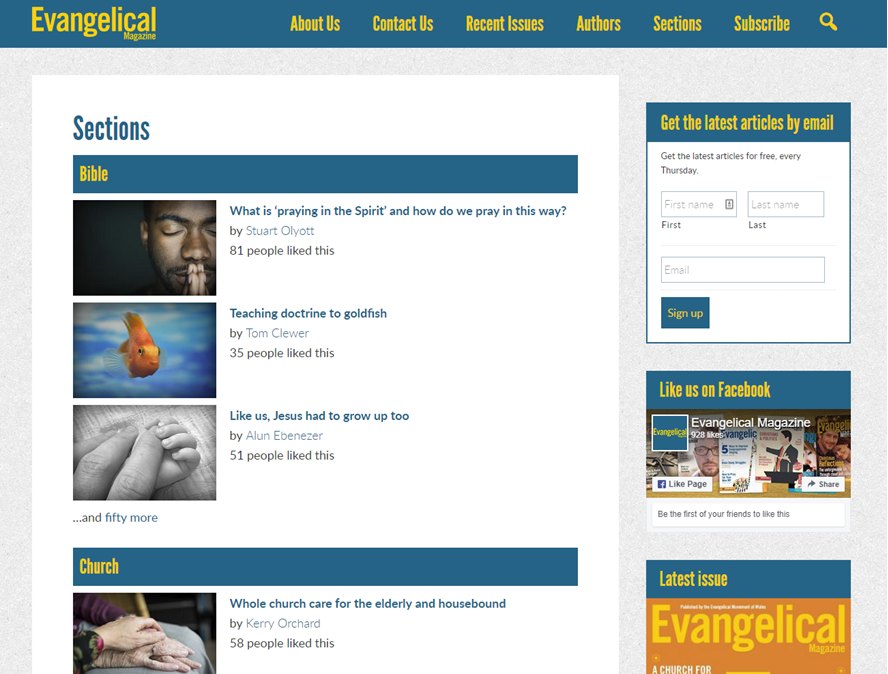 Evangelical
Magazine
About Us
Contact Us
Recent Issues
Authors
Sections
Subscribe
Sections
Bible
What is ‘praying in the Spirit’ and how do we pray in this way?
by Stuart Olyott
81 people liked this
Teaching doctrine to goldfish
by Tom Clewer
35 people liked this
Like us, Jesus had to grow up too
by Alun Ebenezer
51 people liked this
...and fifty more
Church
Whole church care for the elderly and housebound
by Kerry Orchard
58 people liked this
Get the latest articles by email
Get the latest articles for free, every
Thursday.
First name
Last name
First
Last
Email
Sign up
Like us on Facebook
Evangelical
Evangelical Magazine
928 likes
Like Page
Share
Be the first of your friends to like this
Latest issue
Published by the Evangelical Movement of Wales
Evangelical
Magazine
A CHURCH FOR